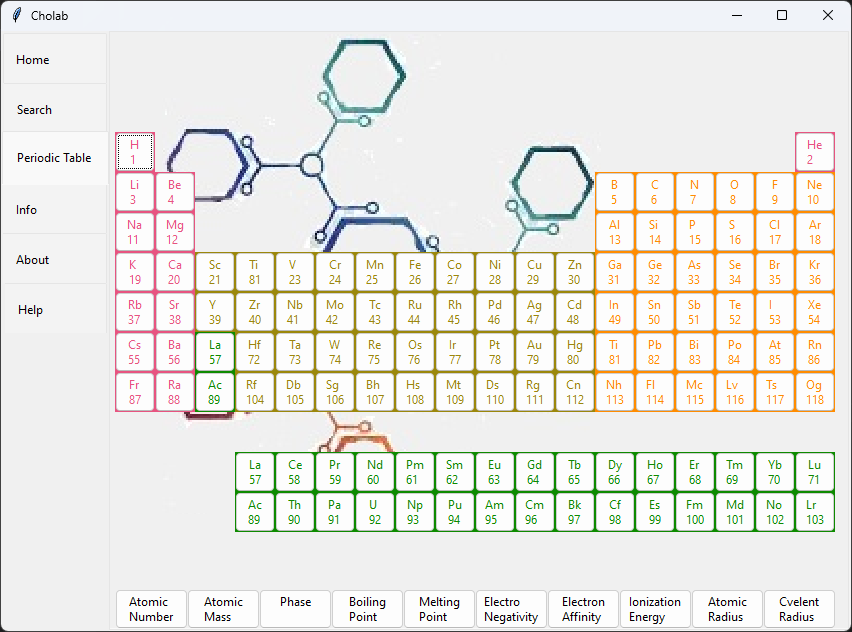 Cholab
Home
Search
Periodic Table
Info
About
Help
H He
1 2
Li Be B C N O F Ne
3 4 5 6 7 8 9 10
Na Mg Al Si P S Cl Ar
11 12 13 14 15 16 17 18
K Ca Sc Ti V Cr Mn Fe Co Ni Cu Zn Ga Ge As Se Br Kr
19 20 21 81 23 24 25 26 27 28 29 30 31 32 33 34 35 36
Rb Sr Y Zr Nb Mo Tc Ru Rh Pd Ag Cd In Sn Sb Te I Xe
37 38 39 40 41 42 43 44 45 46 47 48 49 50 51 52 53 54
Cs Ba La Hf Ta W Re Os Ir Pt Au Hg Ti Pb Bi Po At Rn
55 56 57 72 73 74 75 76 77 78 79 80 81 82 83 84 85 86
Fr Ra Ac Rf Db Sg Bh Hs Mt Ds Rg Cn Nh Fl Mc Lv Ts Og
87 88 89 104 105 106 107 108 109 110 111 112 113 114 115 116 117 118
La Ce Pr Nd Pm Sm Eu Gd Tb Dy Ho Er Tm Yb Lu
57 58 59 60 61 62 63 64 65 66 67 68 69 70 71
Ac Th Pa U Np Pu Am Cm Bk Cf Es Fm Md No Lr
89 90 91 92 93 94 95 96 97 98 99 100 101 102 103
Atomic Atomic Phase Boiling Melting Electro Electron Ionization Atomic Cvelent
Number Mass Point Point Negativity Affinity Energy Radius Radius